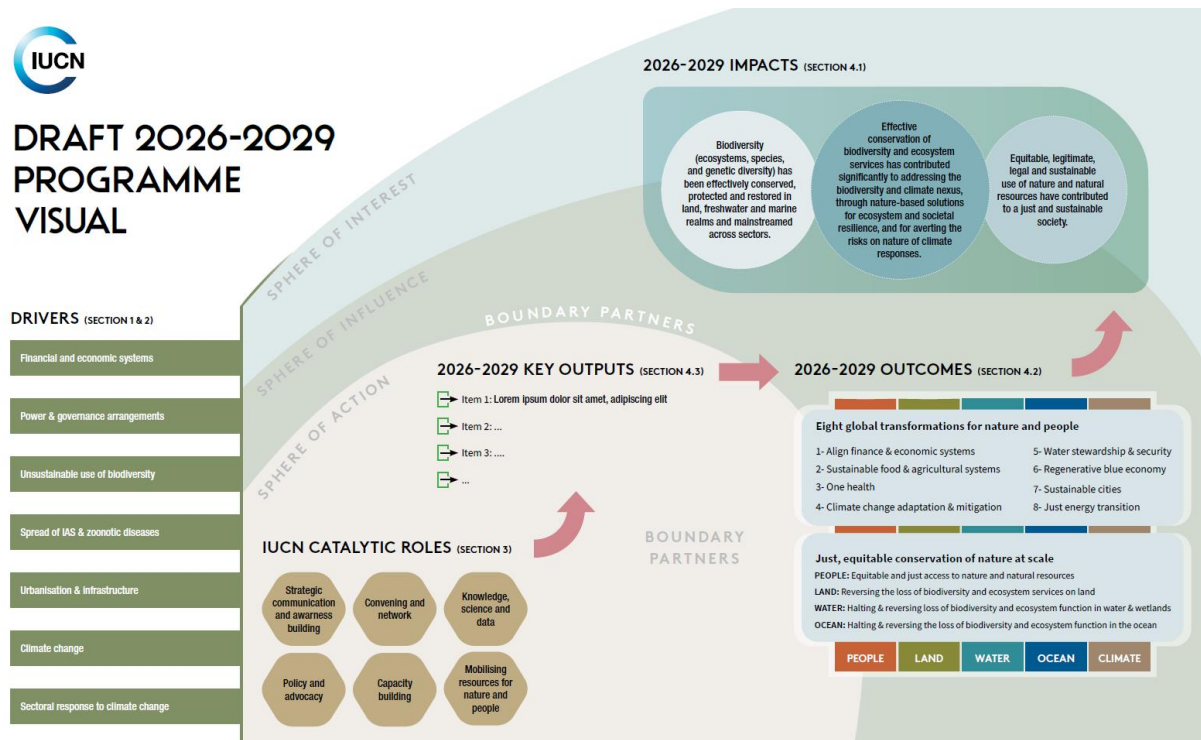 IUCN
DRAFT 2026-2029
PROGRAMME
VISUAL
DRIVERS (SECTION 1 & 2)
Financial and economic systems
Power & governance arrangements
Unsustainable use of biodiversity
Spread of IAS & zoonotic diseases
Urbanisation & infrastructure
Climate change
Sectoral response to climate change
SPHERE OF INTEREST
SPHERE OF INFLUENCE
SPHERE OF ACTION
BOUNDARY PARTNERS
2026-2029 IMPACTS (SECTION 4.1)
Biodiversity
(ecosystems, species,
and genetic diversity) has
been effectively conserved,
protected and restored in
land, freshwater and marine
realms and mainstreamed
across sectors.
Effective
conservation of
biodiversity and ecosystem
services has contributed
significantly to addressing the
biodiversity and climate nexus,
through nature-based solutions
for ecosystem and societal
resilience, and for averting the
risks on nature of climate
responses.
Equitable, legitimate,
legal and sustainable
use of nature and natural
resources have contributed
to a just and sustainable
society.
2026-2029 KEY OUTPUTS (SECTION 4.3)
Item 1: Lorem ipsum dolor sit amet, adipiscing elit
Item 2: ...
Item 3: ....
...
IUCN CATALYTIC ROLES (SECTION 3)
Strategic
communication
and awarness
building
Convening and
network
Knowledge,
science and
data
Policy and
advocacy
Capacity
building
Mobilising
resources for
nature and
people
BOUNDARY
PARTNERS
2026-2029 OUTCOMES (SECTION 4.2)
Eight global transformations for nature and people
1- Align finance & economic systems
2- Sustainable food & agricultural systems
3- One health
4- Climate change adaptation & mitigation
5- Water stewardship & security
6- Regenerative blue economy
7- Sustainable cities
8- Just energy transition
Just, equitable conservation of nature at scale
PEOPLE: Equitable and just access to nature and natural resources
LAND: Reversing the loss of biodiversity and ecosystem services on land
WATER: Halting & reversing loss of biodiversity and ecosystem function in water & wetlands
OCEAN: Halting & reversing the loss of biodiversity and ecosystem function in the ocean
PEOPLE
LAND
WATER
OCEAN
CLIMATE